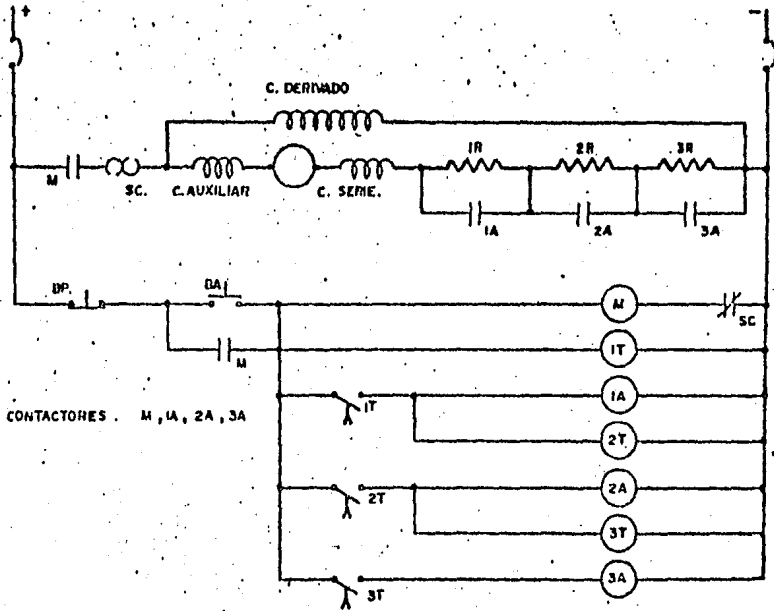 + −
C. DERIVADO
1R 2R 3R
M SC. C. AUXILIAR C. SERIE.
1A 2A 3A
BP. BA M SC
M 1T
1T 1A
CONTACTORES. M, 1A, 2A, 3A
2T
2T 2A
3T
3T 3A